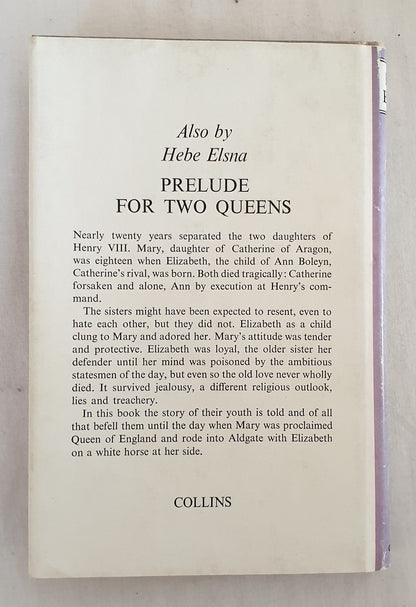 Also by
Hebe Elsna
PRELUDE
FOR TWO QUEENS
Nearly twenty years separated the two daughters of
Henry VIII. Mary, daughter of Catherine of Aragon,
was eighteen when Elizabeth, the child of Ann Boleyn,
Catherine's rival, was born. Both died tragically: Catherine
forsaken and alone, Ann by execution at Henry's com-
mand.
The sisters might have been expected to resent, even to
hate each other, but they did not. Elizabeth as a child
clung to Mary and adored her. Mary's attitude was tender
and protective. Elizabeth was loyal, the older sister her
defender until her mind was poisoned by the ambitious
statesmen of the day, but even so the old love never wholly
died. It survived jealousy, a different religious outlook,
lies and treachery.
In this book the story of their youth is told and of all
that befell them until the day when Mary was proclaimed
Queen of England and rode into Aldgate with Elizabeth
on a white horse at her side.
COLLINS